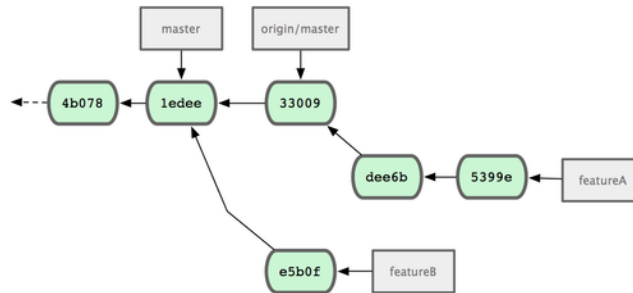 master
origin/master
4b078
1edee
33009
dee6b
5399e
featureA
e5b0f
featureB